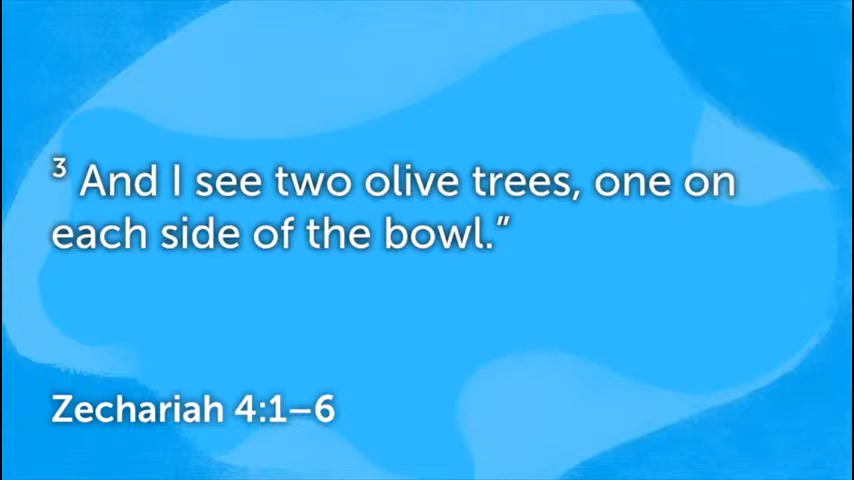 ³ And I see two olive trees, one on
each side of the bowl.”
Zechariah 4:1–6